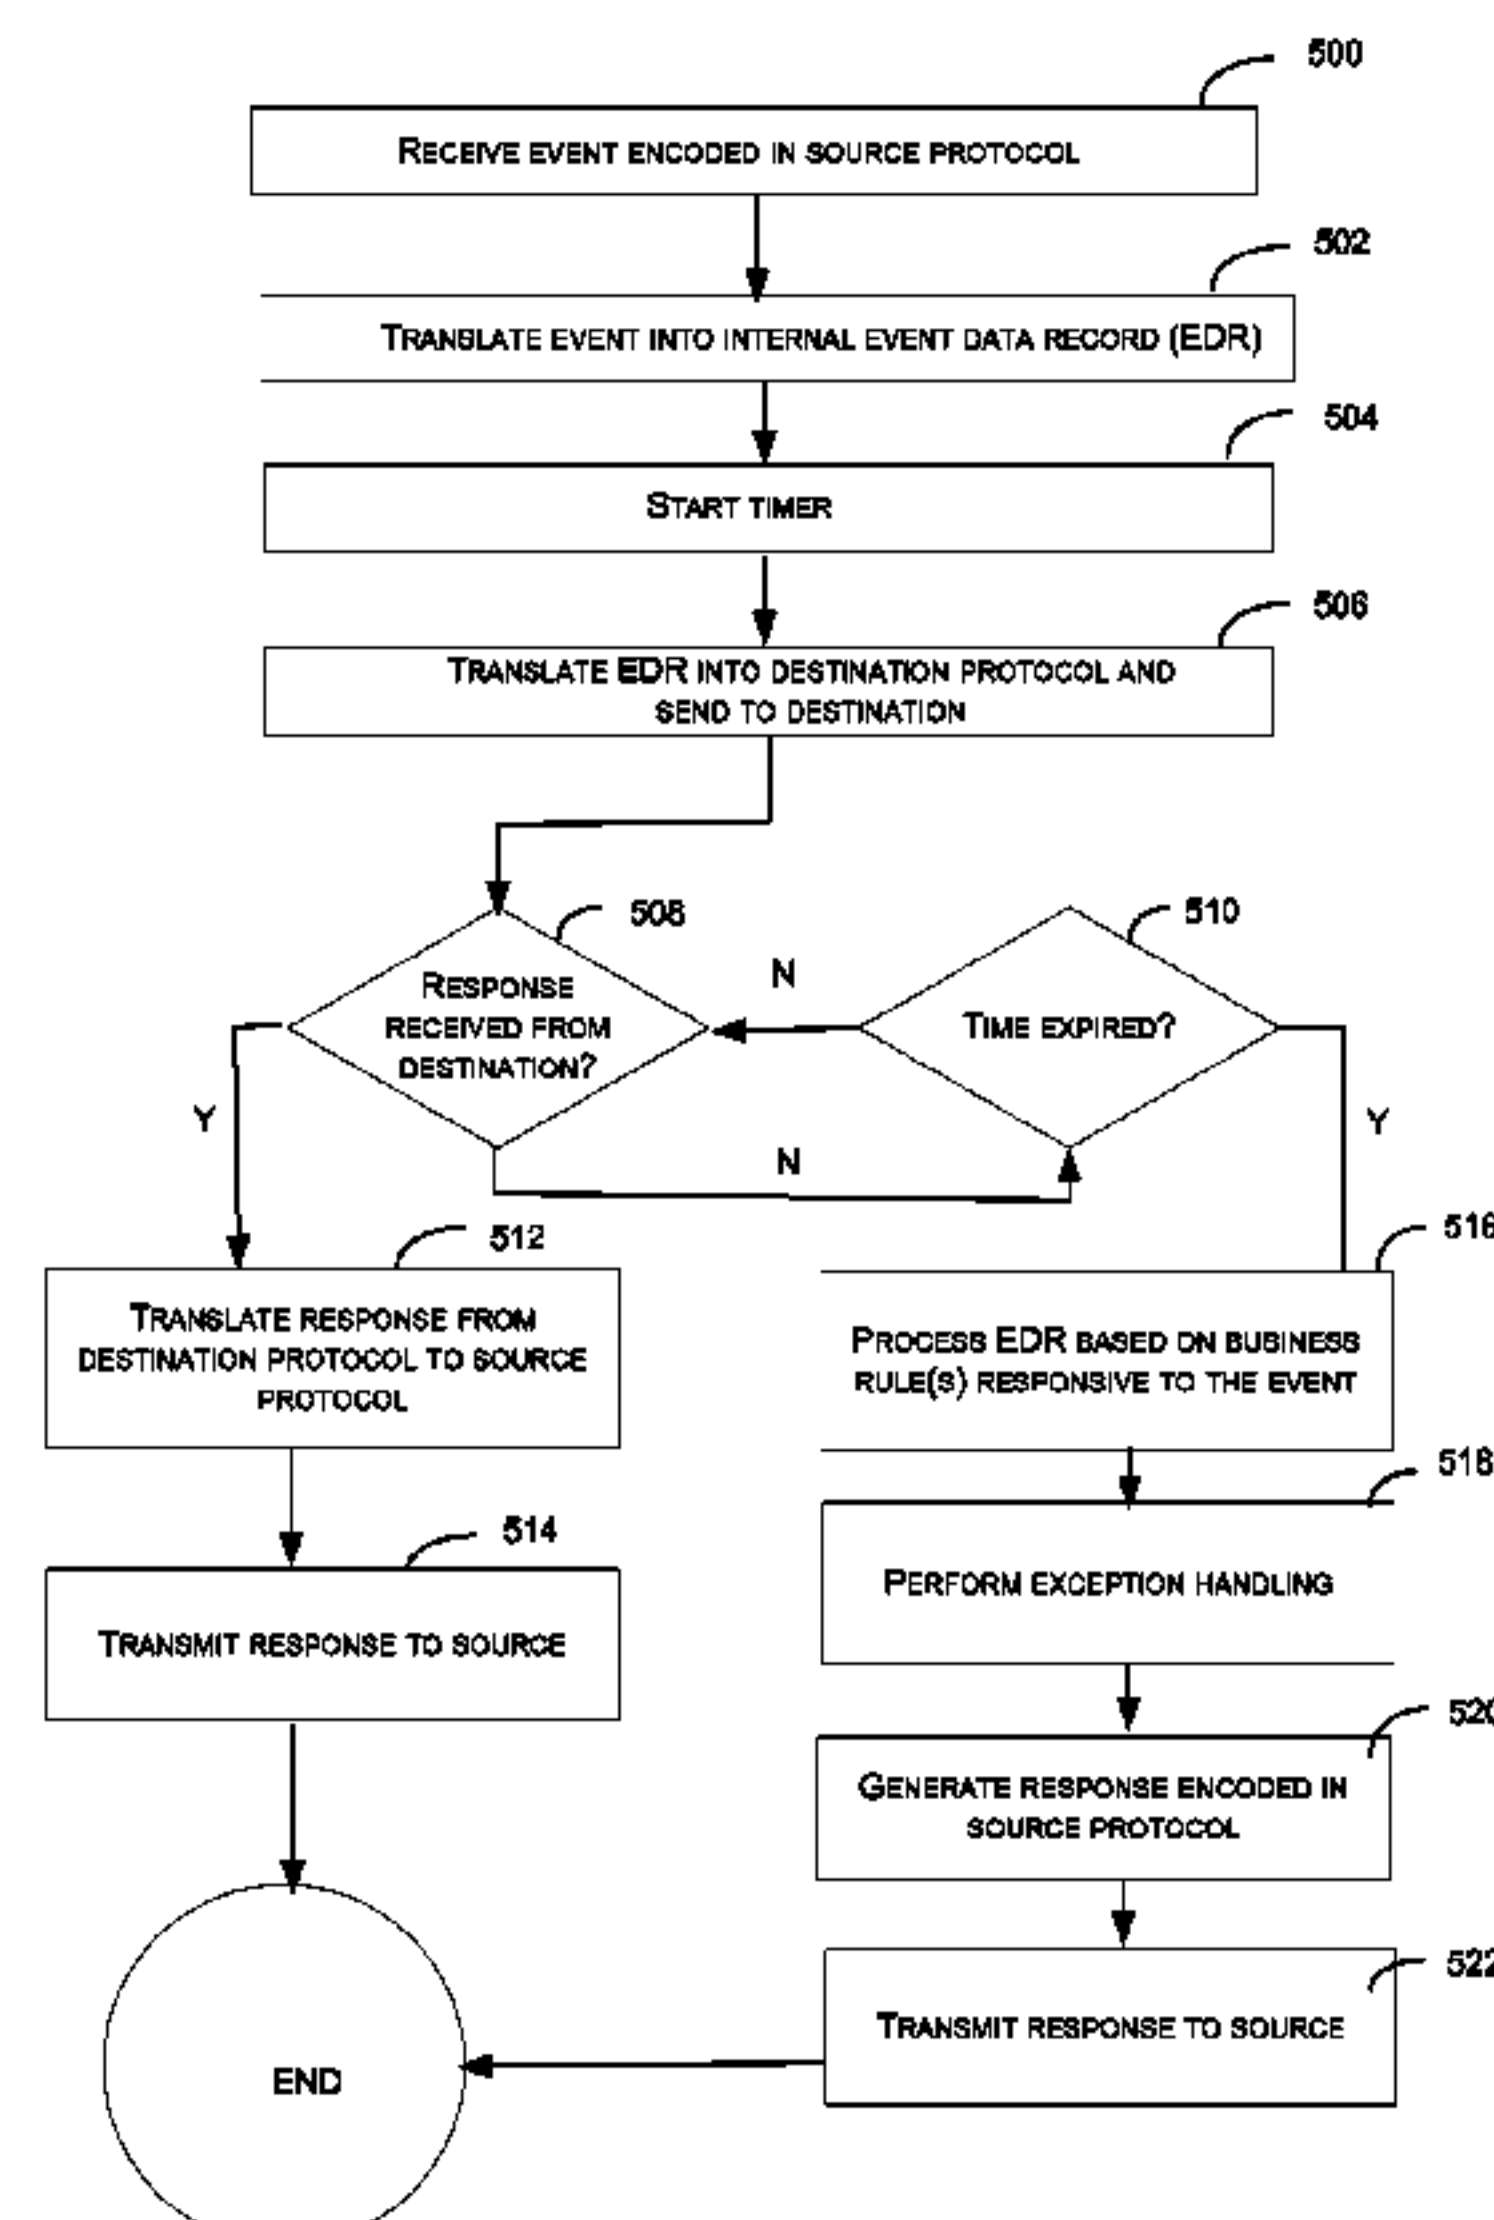 500
RECEIVE EVENT ENCODED IN SOURCE PROTOCOL
502
TRANSLATE EVENT INTO INTERNAL EVENT DATA RECORD (EDR)
504
START TIMER
506
TRANSLATE EDR INTO DESTINATION PROTOCOL AND
SEND TO DESTINATION
508
510
RESPONSE
RECEIVED FROM
DESTINATION?
N
TIME EXPIRED?
Y
Y
N
512
516
TRANSLATE RESPONSE FROM
DESTINATION PROTOCOL TO SOURCE
PROTOCOL
PROCESS EDR BASED ON BUSINESS
RULE(S) RESPONSIVE TO THE EVENT
518
514
PERFORM EXCEPTION HANDLING
TRANSMIT RESPONSE TO SOURCE
520
GENERATE RESPONSE ENCODED IN
SOURCE PROTOCOL
522
TRANSMIT RESPONSE TO SOURCE
END